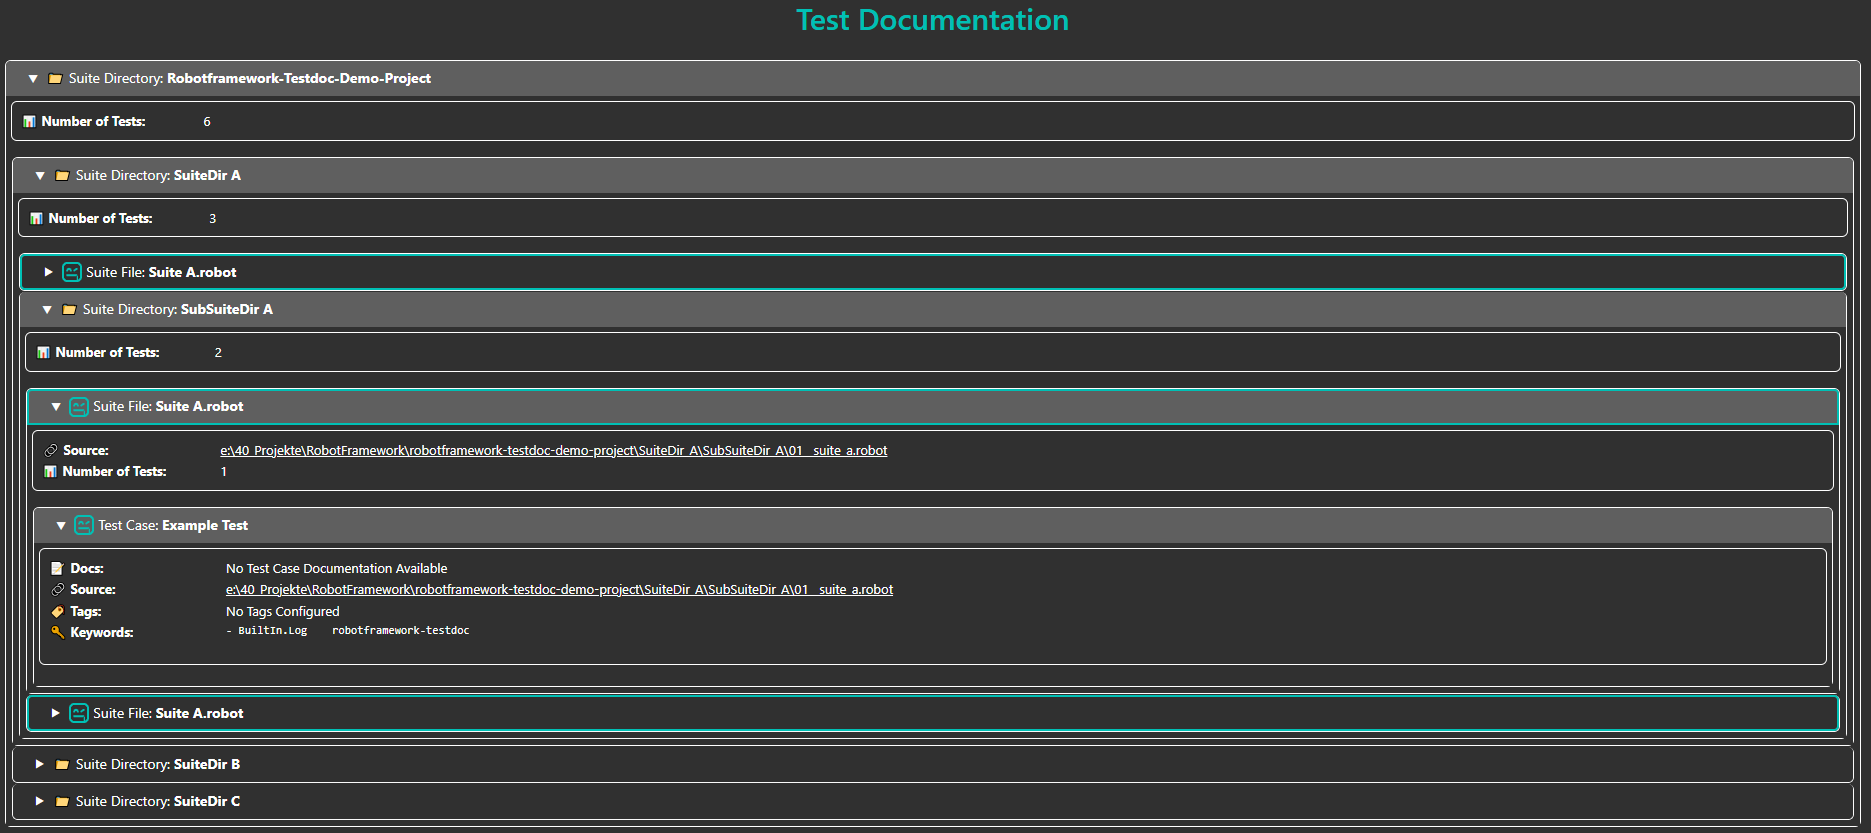 Test Documentation
Suite Directory: Robotframework-Testdoc-Demo-Project
Number of Tests: 6
Suite Directory: SuiteDir A
Number of Tests: 3
Suite File: Suite A.robot
Suite Directory: SubSuiteDir A
Number of Tests: 2
Suite File: Suite A.robot
Source: e:\40_Projekte\RobotFramework\robotframework-testdoc-demo-project\SuiteDir_A\SubSuiteDir_A\01__suite_a.robot
Number of Tests: 1
Test Case: Example Test
Docs: No Test Case Documentation Available
Source: e:\40_Projekte\RobotFramework\robotframework-testdoc-demo-project\SuiteDir_A\SubSuiteDir_A\01__suite_a.robot
Tags: No Tags Configured
Keywords: - BuiltIn.Log    robotframework-testdoc
Suite File: Suite A.robot
Suite Directory: SuiteDir B
Suite Directory: SuiteDir C